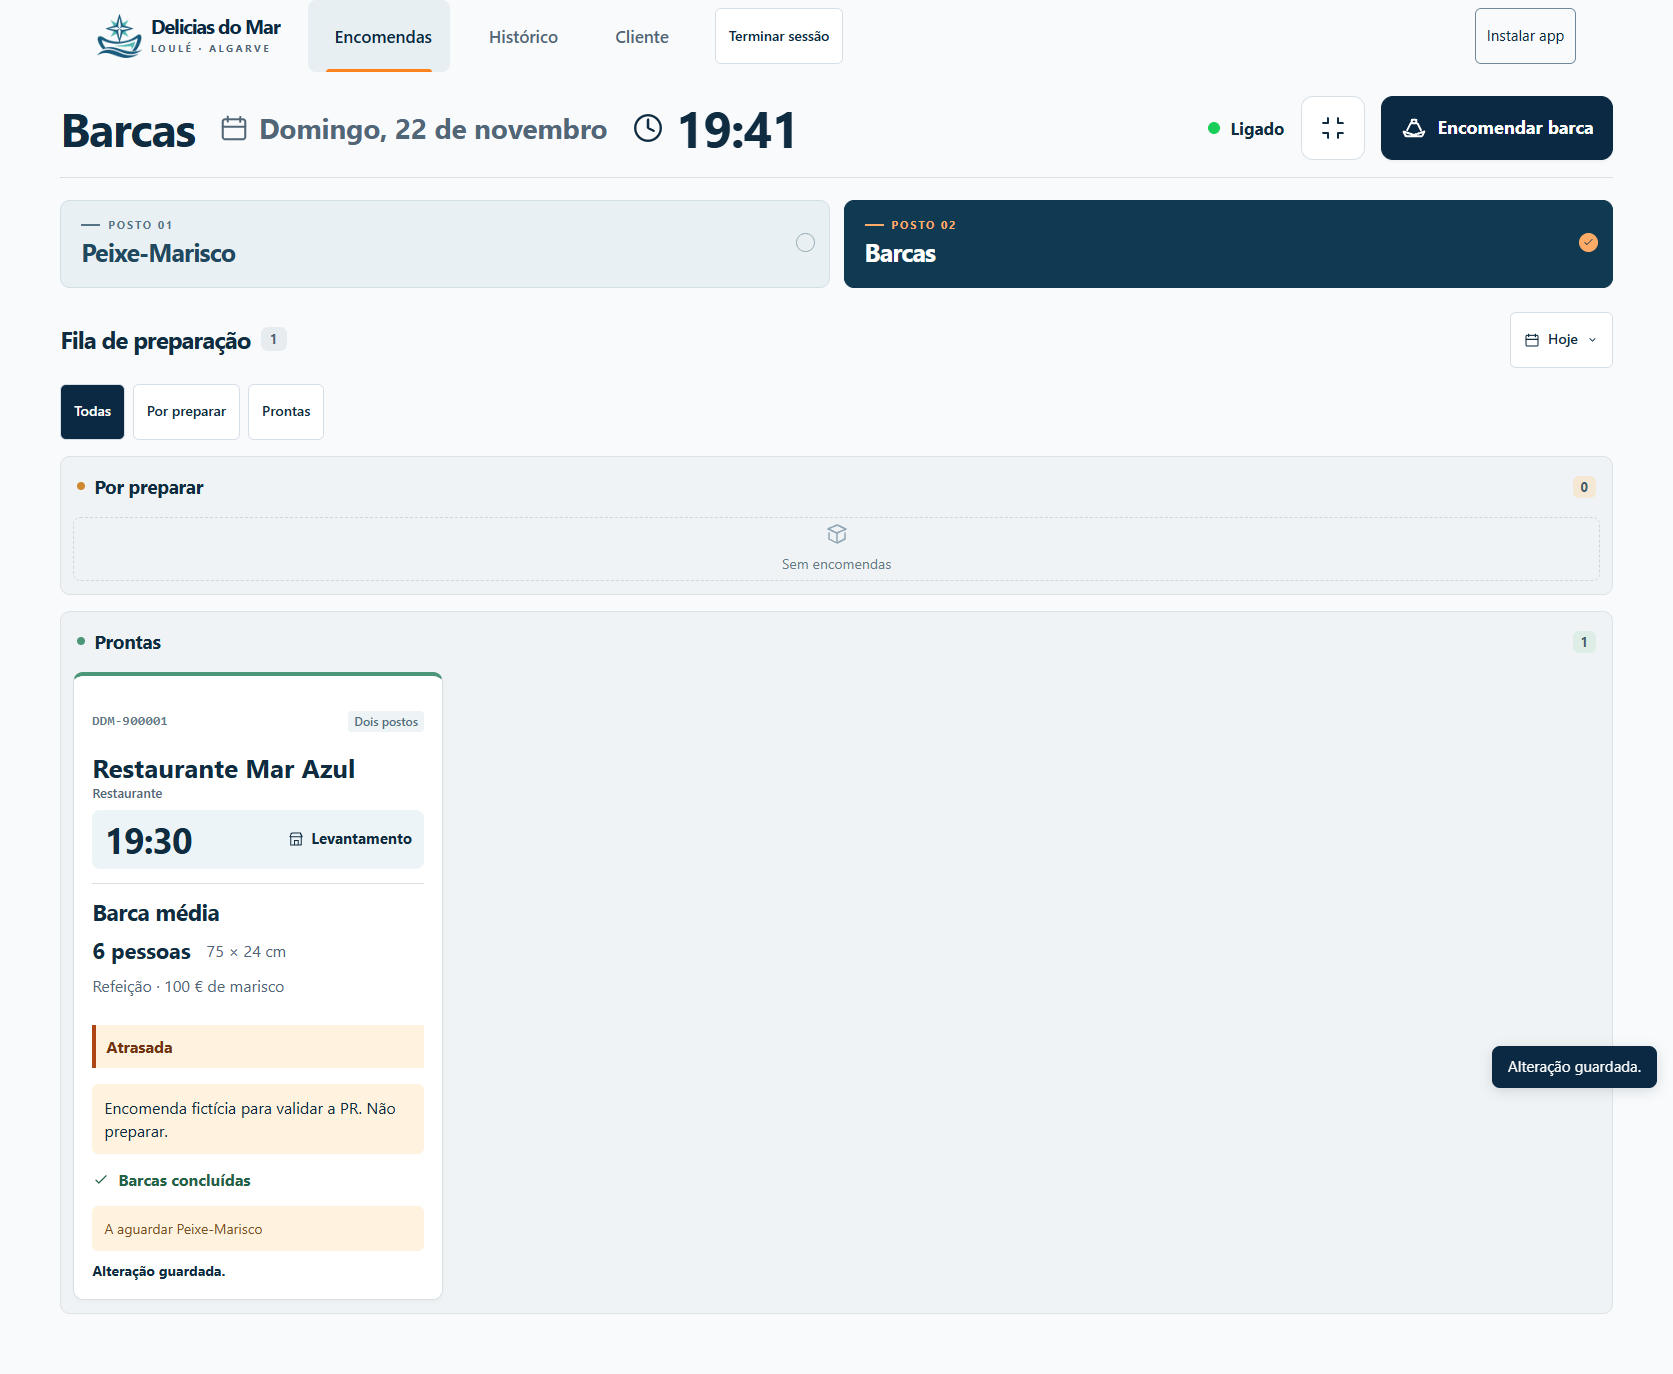 Delicias do Mar
LOULÉ · ALGARVE
Encomendas
Histórico
Cliente
Terminar sessão
Instalar app
Barcas
Domingo, 22 de novembro
19:41
Ligado
Encomendar barca
POSTO 01
Peixe-Marisco
POSTO 02
Barcas
Fila de preparação
1
Hoje
Todas
Por preparar
Prontas
Por preparar
0
Sem encomendas
Prontas
1
DDM-900001
Dois postos
Restaurante Mar Azul
Restaurante
19:30
Levantamento
Barca média
6 pessoas
75 × 24 cm
Refeição · 100 € de marisco
Atrasada
Encomenda fictícia para validar a PR. Não
preparar.
Barcas concluídas
A aguardar Peixe-Marisco
Alteração guardada.
Alteração guardada.